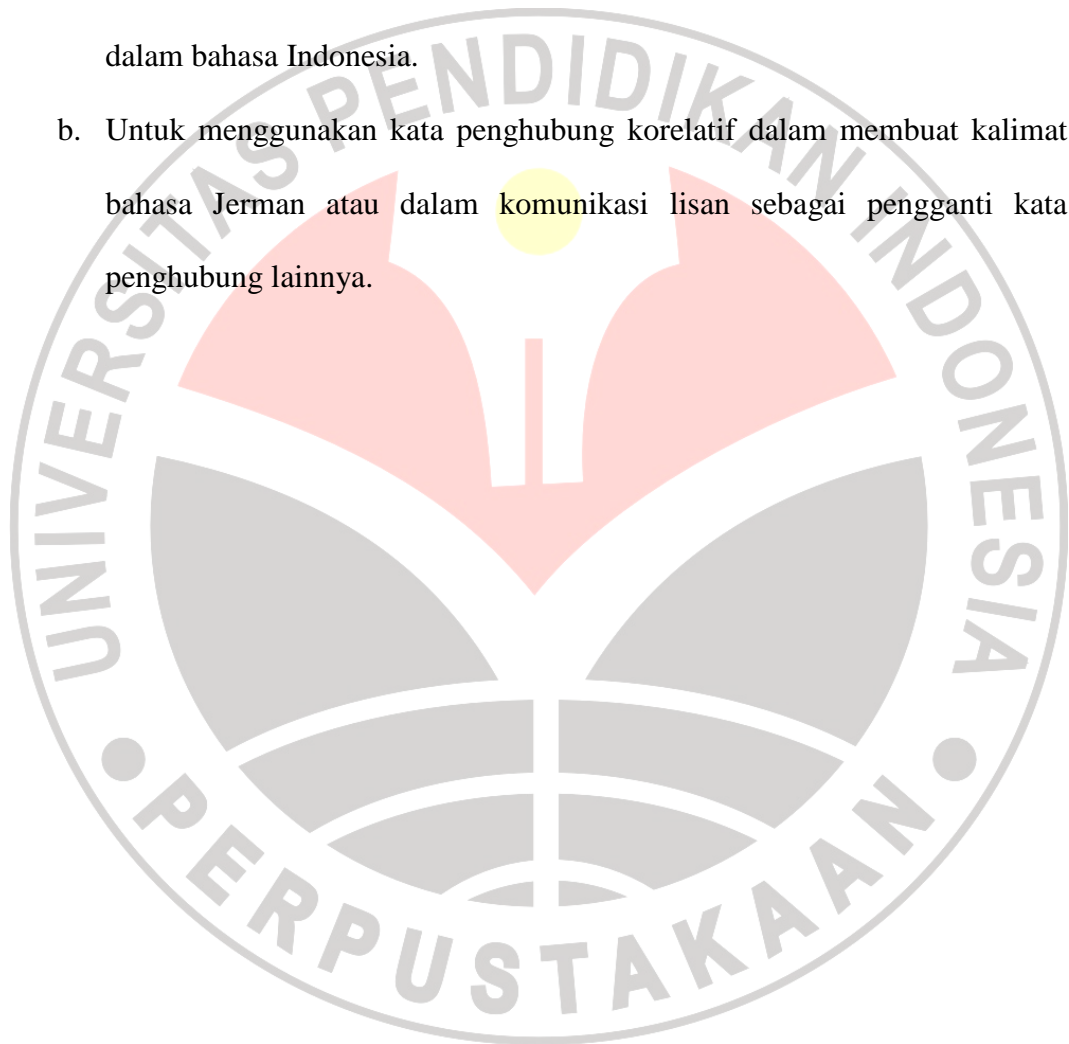 dalam bahasa Indonesia.
b. Untuk menggunakan kata penghubung korelatif dalam membuat kalimat
bahasa Jerman atau dalam komunikasi lisan sebagai pengganti kata
penghubung lainnya.
UNIVERSITAS PENDIDIKAN INDONESIA
PERPUSTAKAAN